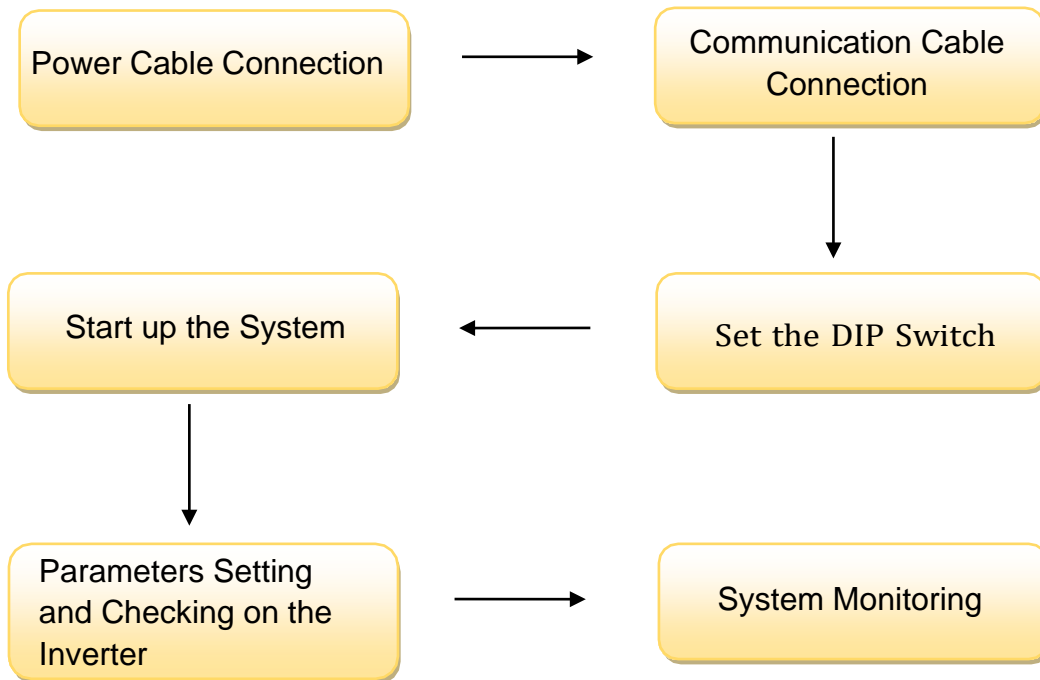 Power Cable Connection
Communication Cable
Connection
Start up the System
Set the DIP Switch
Parameters Setting
and Checking on the
Inverter
System Monitoring